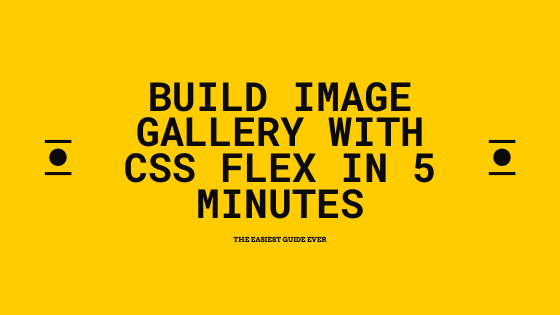 BUILD IMAGE
GALLERY WITH
CSS FLEX IN 5
MINUTES
THE EASIEST GUIDE EVER